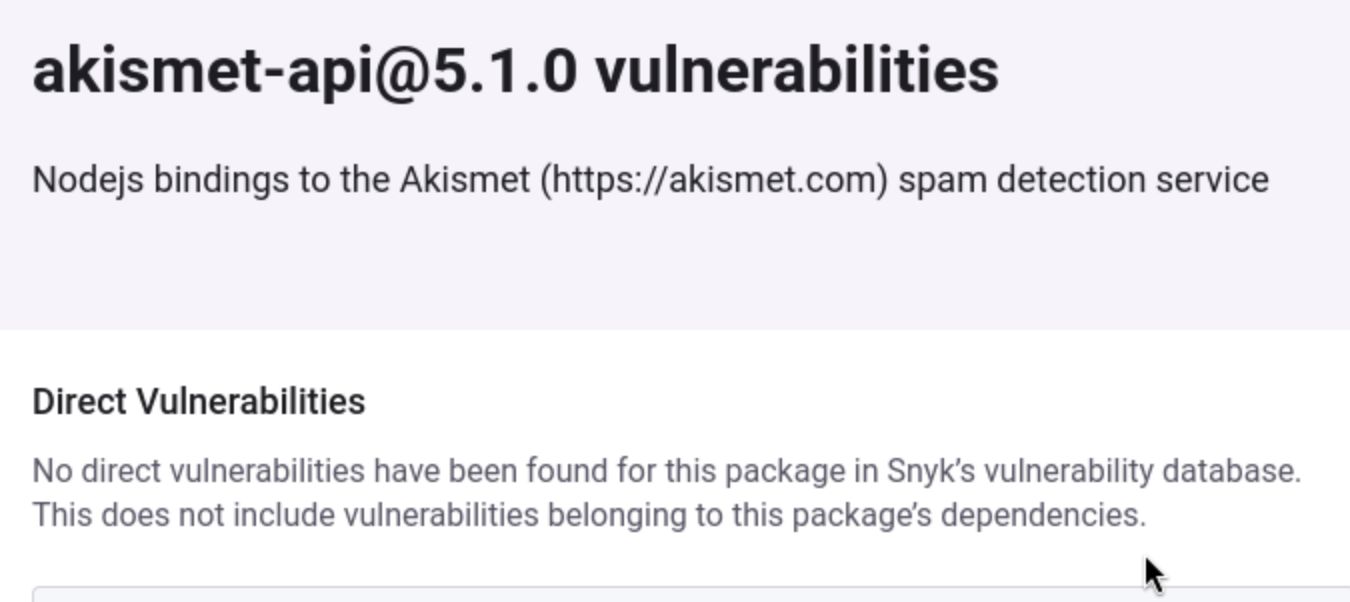 akismet-api@5.1.0 vulnerabilities
Nodejs bindings to the Akismet (https://akismet.com) spam detection service
Direct Vulnerabilities
No direct vulnerabilities have been found for this package in Snyk’s vulnerability database.
This does not include vulnerabilities belonging to this package’s dependencies.